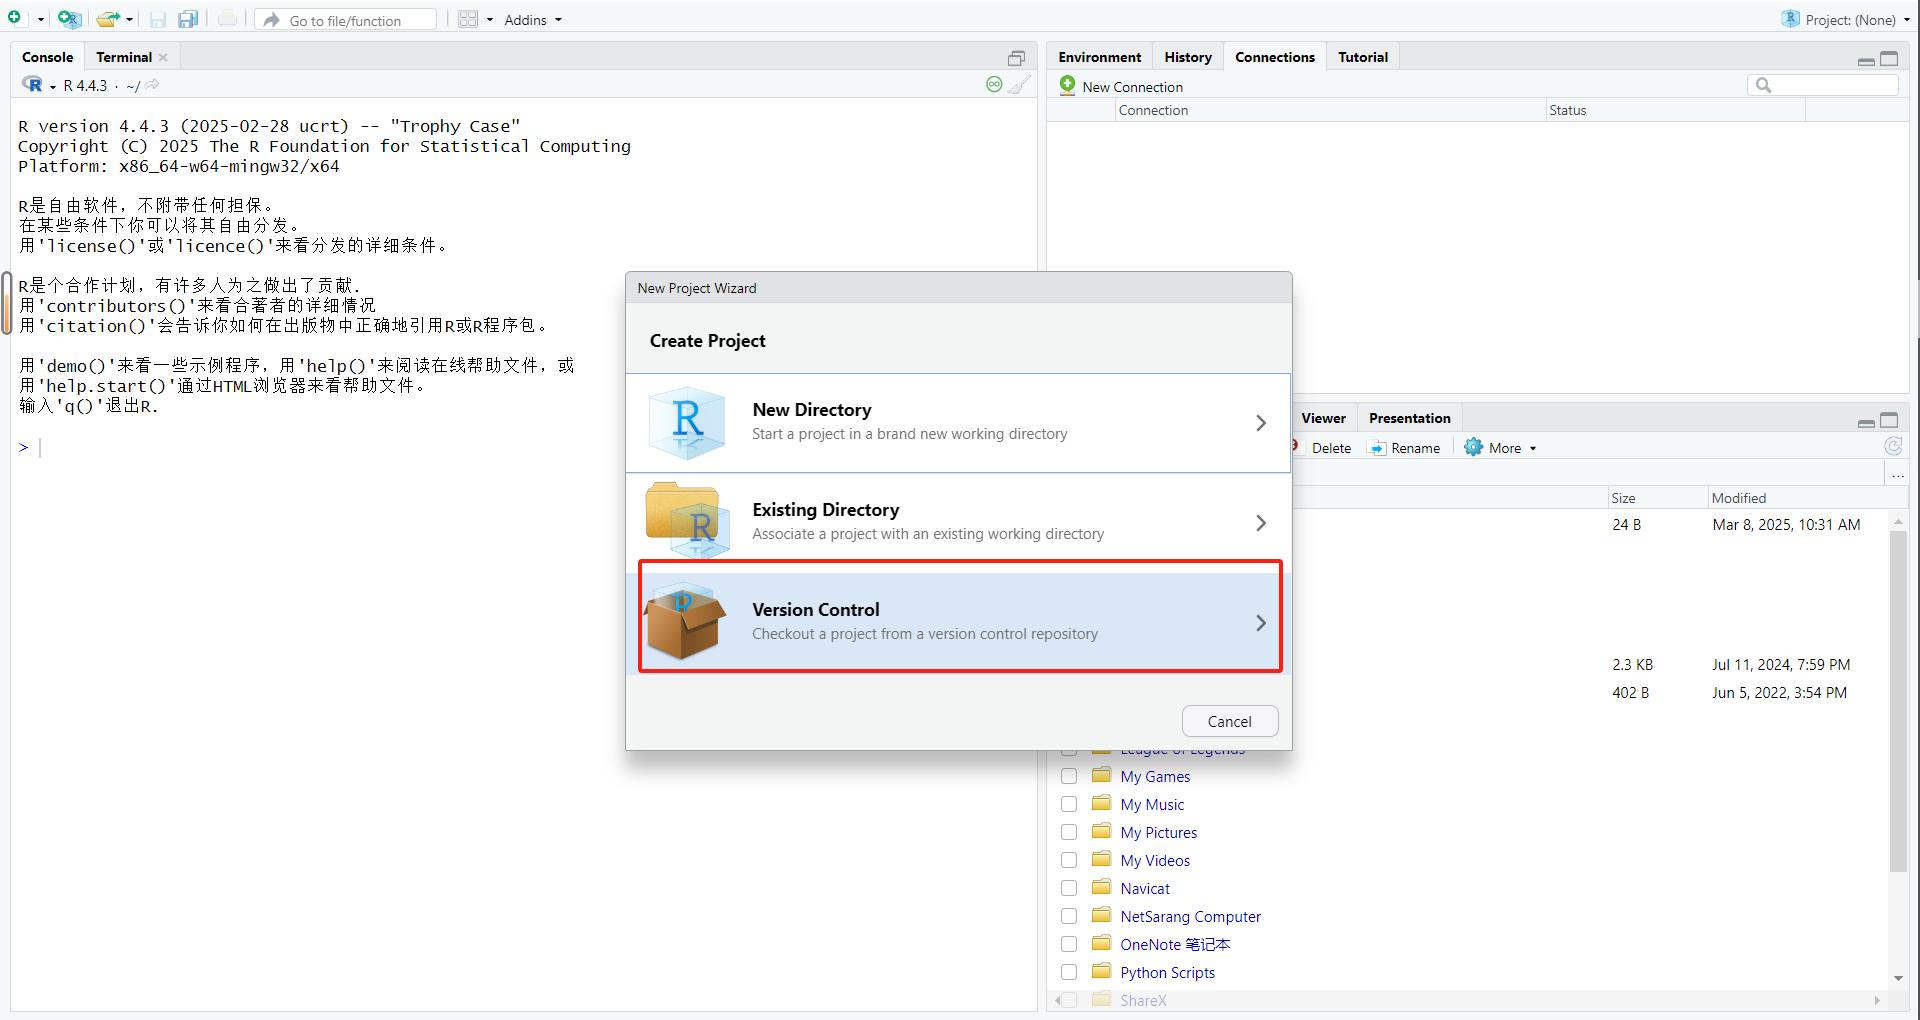 Go to file/function
Addins
Project: (None)
Console
Terminal
R 4.4.3 · ~/
R version 4.4.3 (2025-02-28 ucrt) -- "Trophy Case"
Copyright (C) 2025 The R Foundation for Statistical Computing
Platform: x86_64-w64-mingw32/x64
R是自由软件，不附带任何担保。
在某些条件下你可以将其自由分发。
用'license()'或'licence()'来看分发的详细条件。
R是个合作计划，有许多人为之做出了贡献.
用'contributors()'来看合著者的详细情况
用'citation()'会告诉你如何在出版物中正确地引用R或R程序包。
用'demo()'来看一些示例程序，用'help()'来阅读在线帮助文件，或
用'help.start()'通过HTML浏览器来看帮助文件。
输入'q()'退出R.
>
Environment
History
Connections
Tutorial
New Connection
Connection
Status
New Project Wizard
Create Project
New Directory
Start a project in a brand new working directory
Existing Directory
Associate a project with an existing working directory
Version Control
Checkout a project from a version control repository
Cancel
Viewer
Presentation
Delete
Rename
More
...
Size
Modified
24 B
Mar 8, 2025, 10:31 AM
2.3 KB
Jul 11, 2024, 7:59 PM
402 B
Jun 5, 2022, 3:54 PM
League of Legends
My Games
My Music
My Pictures
My Videos
Navicat
NetSarang Computer
OneNote 笔记本
Python Scripts
ShareX